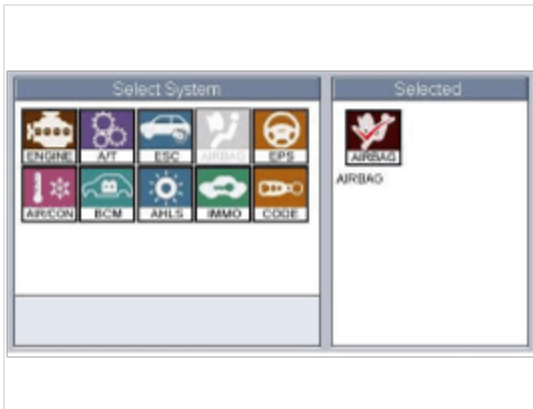 Select System
Selected
ENGINE A/T ESC AIRBAG EPS
AIRBAG
AIRBAG
AIR/CON BCM AHLS IMMO CODE